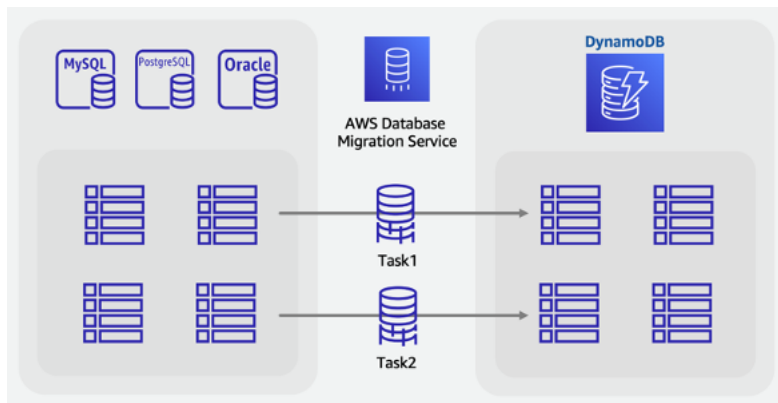 MySQL
PostgreSQL
Oracle
AWS Database
Migration Service
DynamoDB
Task1
Task2